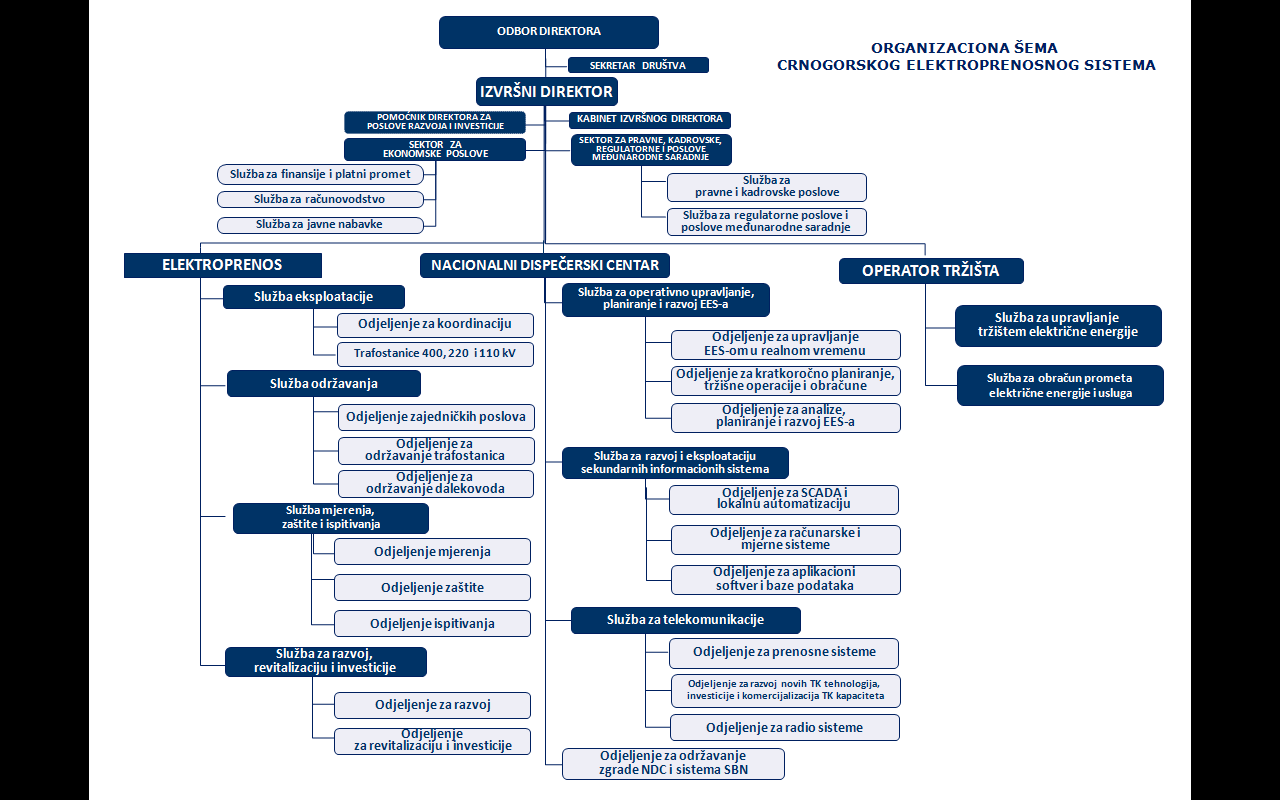 ODBOR DIREKTORA
ORGANIZACIONA ŠEMA
CRNOGORSKOG ELEKTROPRENOSNOG SISTEMA
SEKRETAR DRUŠTVA
IZVRŠNI DIREKTOR
POMOĆNIK DIREKTORA ZA
POSLOVE RAZVOJA I INVESTICIJE
KABINET IZVRŠNOG DIREKTORA
SEKTOR ZA
EKONOMSKE POSLOVE
SEKTOR ZA PRAVNE, KADROVSKE,
REGULATORNE I POSLOVE
MEĐUNARODNE SARADNJE
Služba za finansije i platni promet
Služba za računovodstvo
Služba za javne nabavke
Služba za
pravne i kadrovske poslove
Služba za regulatorne poslove i
poslove međunarodne saradnje
ELEKTROPRENOS
Služba eksploatacije
Odjeljenje za koordinaciju
Trafostanice 400, 220 i 110 kV
Služba održavanja
Odjeljenje zajedničkih poslova
Odjeljenje za
održavanje trafostanica
Odjeljenje za
održavanje dalekovoda
Služba mjerenja,
zaštite i ispitivanja
Odjeljenje mjerenja
Odjeljenje zaštite
Odjeljenje ispitivanja
Služba za razvoj,
revitalizaciju i investicije
Odjeljenje za razvoj
Odjeljenje
za revitalizaciju i investicije
NACIONALNI DISPEČERSKI CENTAR
Služba za operativno upravljanje,
planiranje i razvoj EES-a
Odjeljenje za upravljanje
EES-om u realnom vremenu
Odjeljenje za kratkoročno planiranje,
tržišne operacije i obračune
Odjeljenje za analize,
planiranje i razvoj EES-a
Služba za razvoj i eksploataciju
sekundarnih informacionih sistema
Odjeljenje za SCADA i
lokalnu automatizaciju
Odjeljenje za računarske i
mjerne sisteme
Odjeljenje za aplikacioni
softver i baze podataka
Služba za telekomunikacije
Odjeljenje za prenosne sisteme
Odjeljenje za razvoj novih TK tehnologija,
investicije i komercijalizacija TK kapaciteta
Odjeljenje za radio sisteme
Odjeljenje za održavanje
zgrade NDC i sistema SBN
OPERATOR TRŽIŠTA
Služba za upravljanje
tržištem električne energije
Služba za obračun prometa
električne energije i usluga